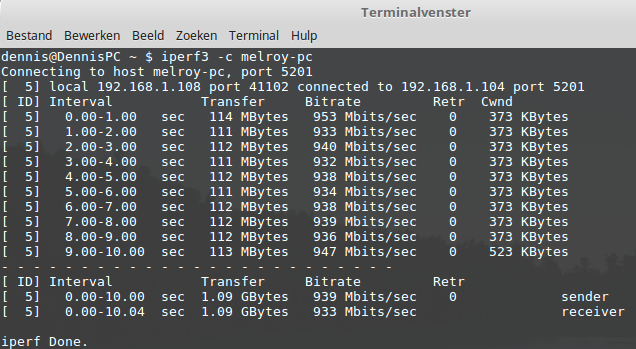 Terminalvenster
Bestand Bewerken Beeld Zoeken Terminal Hulp
dennis@DennisPC ~ $ iperf3 -c melroy-pc
Connecting to host melroy-pc, port 5201
[  5] local 192.168.1.108 port 41102 connected to 192.168.1.104 port 5201
[ ID] Interval           Transfer     Bitrate         Retr  Cwnd
[  5]   0.00-1.00   sec   114 MBytes   953 Mbits/sec    0    373 KBytes
[  5]   1.00-2.00   sec   111 MBytes   933 Mbits/sec    0    373 KBytes
[  5]   2.00-3.00   sec   112 MBytes   940 Mbits/sec    0    373 KBytes
[  5]   3.00-4.00   sec   111 MBytes   932 Mbits/sec    0    373 KBytes
[  5]   4.00-5.00   sec   112 MBytes   938 Mbits/sec    0    373 KBytes
[  5]   5.00-6.00   sec   111 MBytes   934 Mbits/sec    0    373 KBytes
[  5]   6.00-7.00   sec   112 MBytes   938 Mbits/sec    0    373 KBytes
[  5]   7.00-8.00   sec   112 MBytes   939 Mbits/sec    0    373 KBytes
[  5]   8.00-9.00   sec   112 MBytes   936 Mbits/sec    0    373 KBytes
[  5]   9.00-10.00  sec   113 MBytes   947 Mbits/sec    0    523 KBytes
- - - - - - - - - - - - - - - - - - - - - - - - -
[ ID] Interval           Transfer     Bitrate         Retr
[  5]   0.00-10.00  sec  1.09 GBytes   939 Mbits/sec    0             sender
[  5]   0.00-10.04  sec  1.09 GBytes   933 Mbits/sec                  receiver
iperf Done.